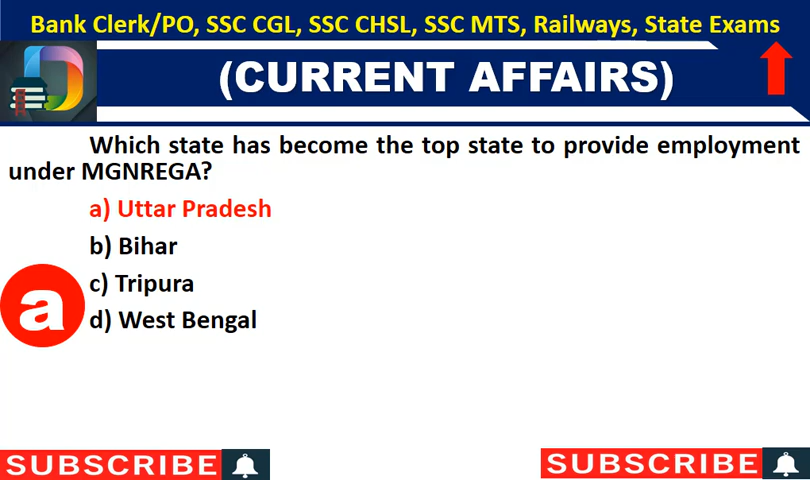 Bank Clerk/PO, SSC CGL, SSC CHSL, SSC MTS, Railways, State Exams
(CURRENT AFFAIRS)
Which state has become the top state to provide employment
under MGNREGA?
a) Uttar Pradesh
b) Bihar
c) Tripura
a
d) West Bengal
SUBSCRIBE
SUBSCRIBE